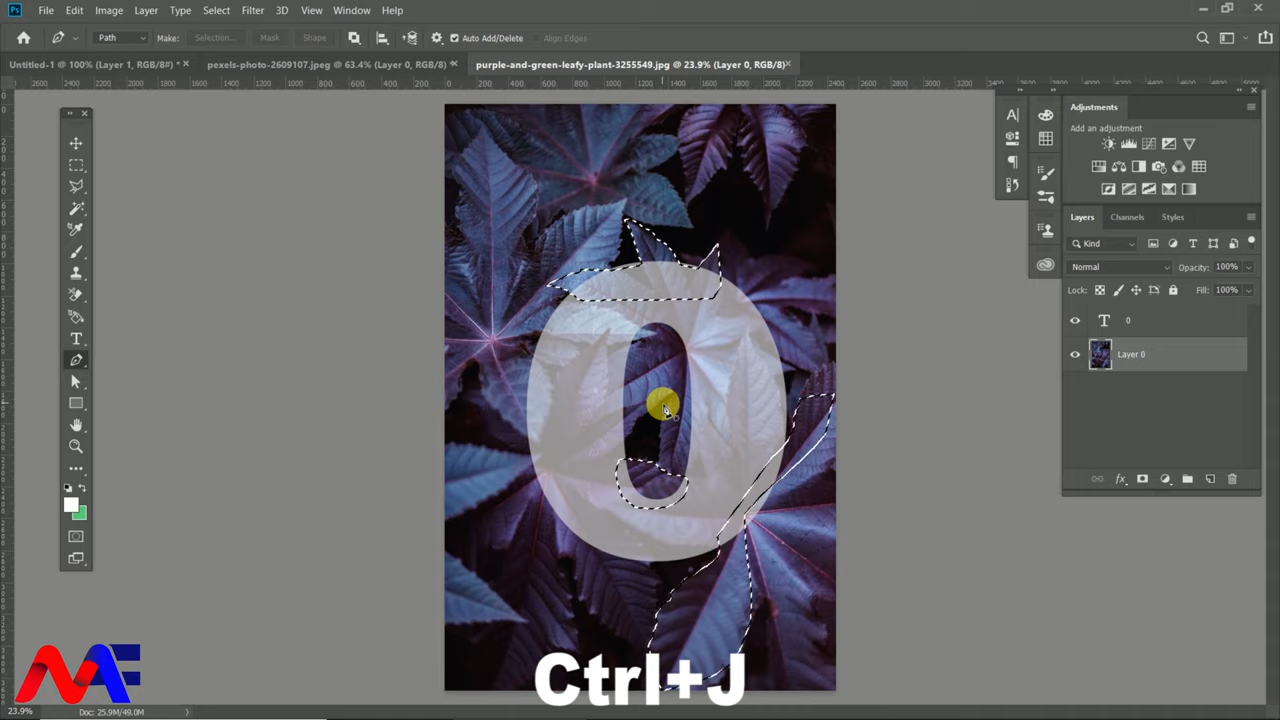 Ps File Edit Image Layer Type Select Filter 3D View Window Help
Path Make: Selection... Mask Shape Auto Add/Delete Align Edges
Untitled-1 @ 100% (Layer 1, RGB/8#) * × pexels-photo-2609107.jpeg @ 63.4% (Layer 0, RGB/8) purple-and-green-leafy-plant-3255549.jpg @ 23.9% (Layer 0, RGB/8) ×
Adjustments
Add an adjustment
Layers Channels Styles
Kind
Normal Opacity: 100%
Lock: Fill: 100%
T 0
Layer 0
0
Ctrl+J
MF
23.9% Doc: 25.9M/49.0M